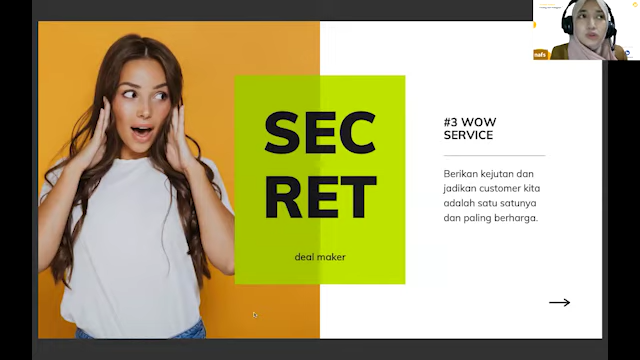 SEC
RET
deal maker
#3 WOW
SERVICE
Berikan kejutan dan
jadikan customer kita
adalah satu satunya
dan paling berharga.